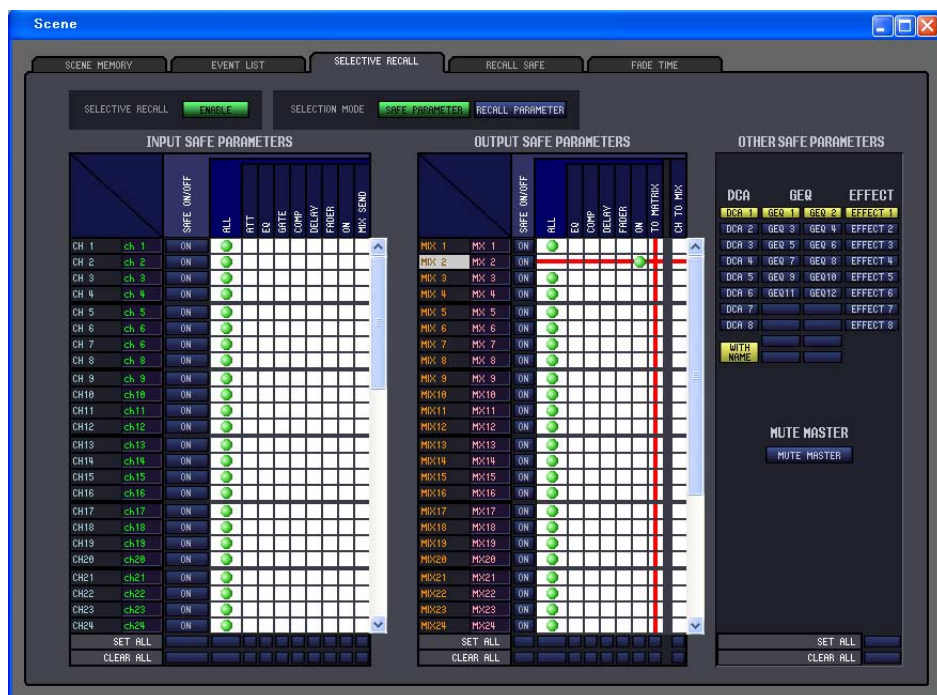 Scene
SCENE MEMORY EVENT LIST SELECTIVE RECALL RECALL SAFE FADE TIME
SELECTIVE RECALL ENABLE SELECTION MODE SAFE PARAMETER RECALL PARAMETER
INPUT SAFE PARAMETERS
SAFE ON/OFF
ALL
ATT
EQ
GATE
COMP
DELAY
FADER
ON
MIX SEND
CH 1 ch 1 ON
CH 2 ch 2 ON
CH 3 ch 3 ON
CH 4 ch 4 ON
CH 5 ch 5 ON
CH 6 ch 6 ON
CH 7 ch 7 ON
CH 8 ch 8 ON
CH 9 ch 9 ON
CH10 ch10 ON
CH11 ch11 ON
CH12 ch12 ON
CH13 ch13 ON
CH14 ch14 ON
CH15 ch15 ON
CH16 ch16 ON
CH17 ch17 ON
CH18 ch18 ON
CH19 ch19 ON
CH20 ch20 ON
CH21 ch21 ON
CH22 ch22 ON
CH23 ch23 ON
CH24 ch24 ON
SET ALL
CLEAR ALL
OUTPUT SAFE PARAMETERS
SAFE ON/OFF
ALL
EQ
COMP
DELAY
FADER
ON
TO MATRIX
CH TO MIX
MIX 1 MX 1 ON
MIX 2 MX 2 ON
MIX 3 MX 3 ON
MIX 4 MX 4 ON
MIX 5 MX 5 ON
MIX 6 MX 6 ON
MIX 7 MX 7 ON
MIX 8 MX 8 ON
MIX 9 MX 9 ON
MIX10 MX10 ON
MIX11 MX11 ON
MIX12 MX12 ON
MIX13 MX13 ON
MIX14 MX14 ON
MIX15 MX15 ON
MIX16 MX16 ON
MIX17 MX17 ON
MIX18 MX18 ON
MIX19 MX19 ON
MIX20 MX20 ON
MIX21 MX21 ON
MIX22 MX22 ON
MIX23 MX23 ON
MIX24 MX24 ON
SET ALL
CLEAR ALL
OTHER SAFE PARAMETERS
DCA GEQ EFFECT
DCA 1 GEQ 1 GEQ 2 EFFECT 1
DCA 2 GEQ 3 GEQ 4 EFFECT 2
DCA 3 GEQ 5 GEQ 6 EFFECT 3
DCA 4 GEQ 7 GEQ 8 EFFECT 4
DCA 5 GEQ 9 GEQ10 EFFECT 5
DCA 6 GEQ11 GEQ12 EFFECT 6
DCA 7 EFFECT 7
DCA 8 EFFECT 8
WITH
NAME
MUTE MASTER
MUTE MASTER
SET ALL
CLEAR ALL